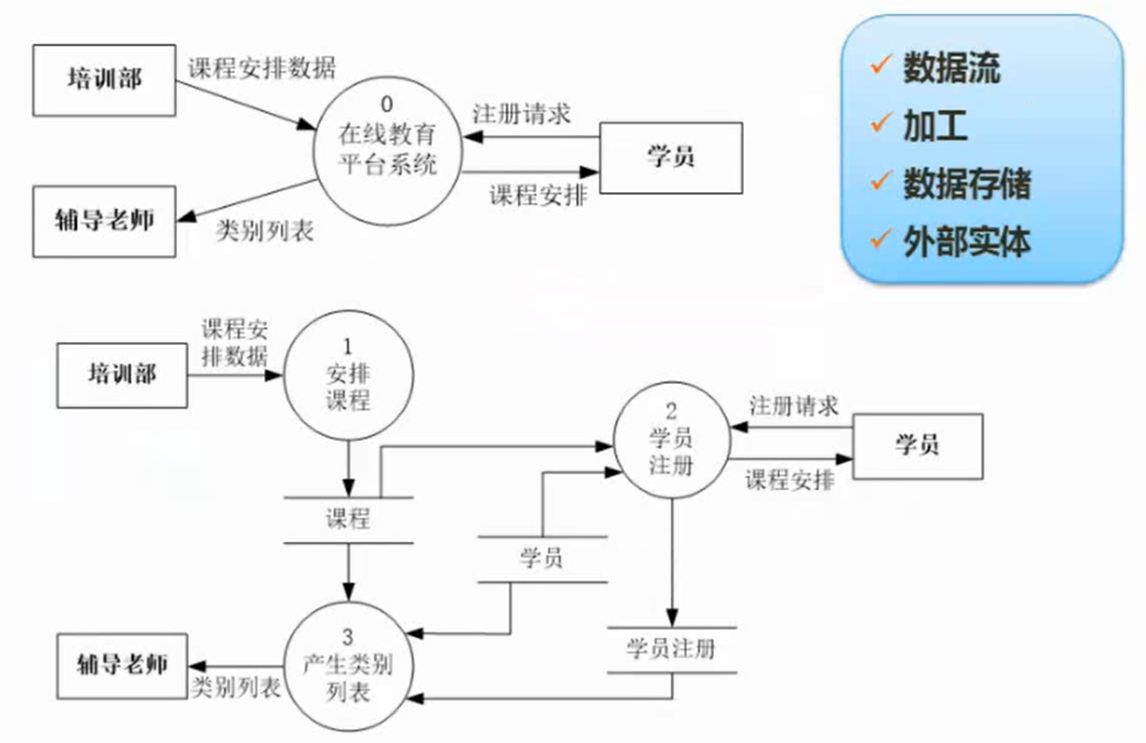 培训部
课程安排数据
0
在线教育
平台系统
注册请求
学员
课程安排
辅导老师
类别列表
数据流
加工
数据存储
外部实体
培训部
课程安
排数据
1
安排
课程
2
学员
注册
注册请求
学员
课程安排
课程
学员
学员注册
3
产生类别
列表
辅导老师
类别列表